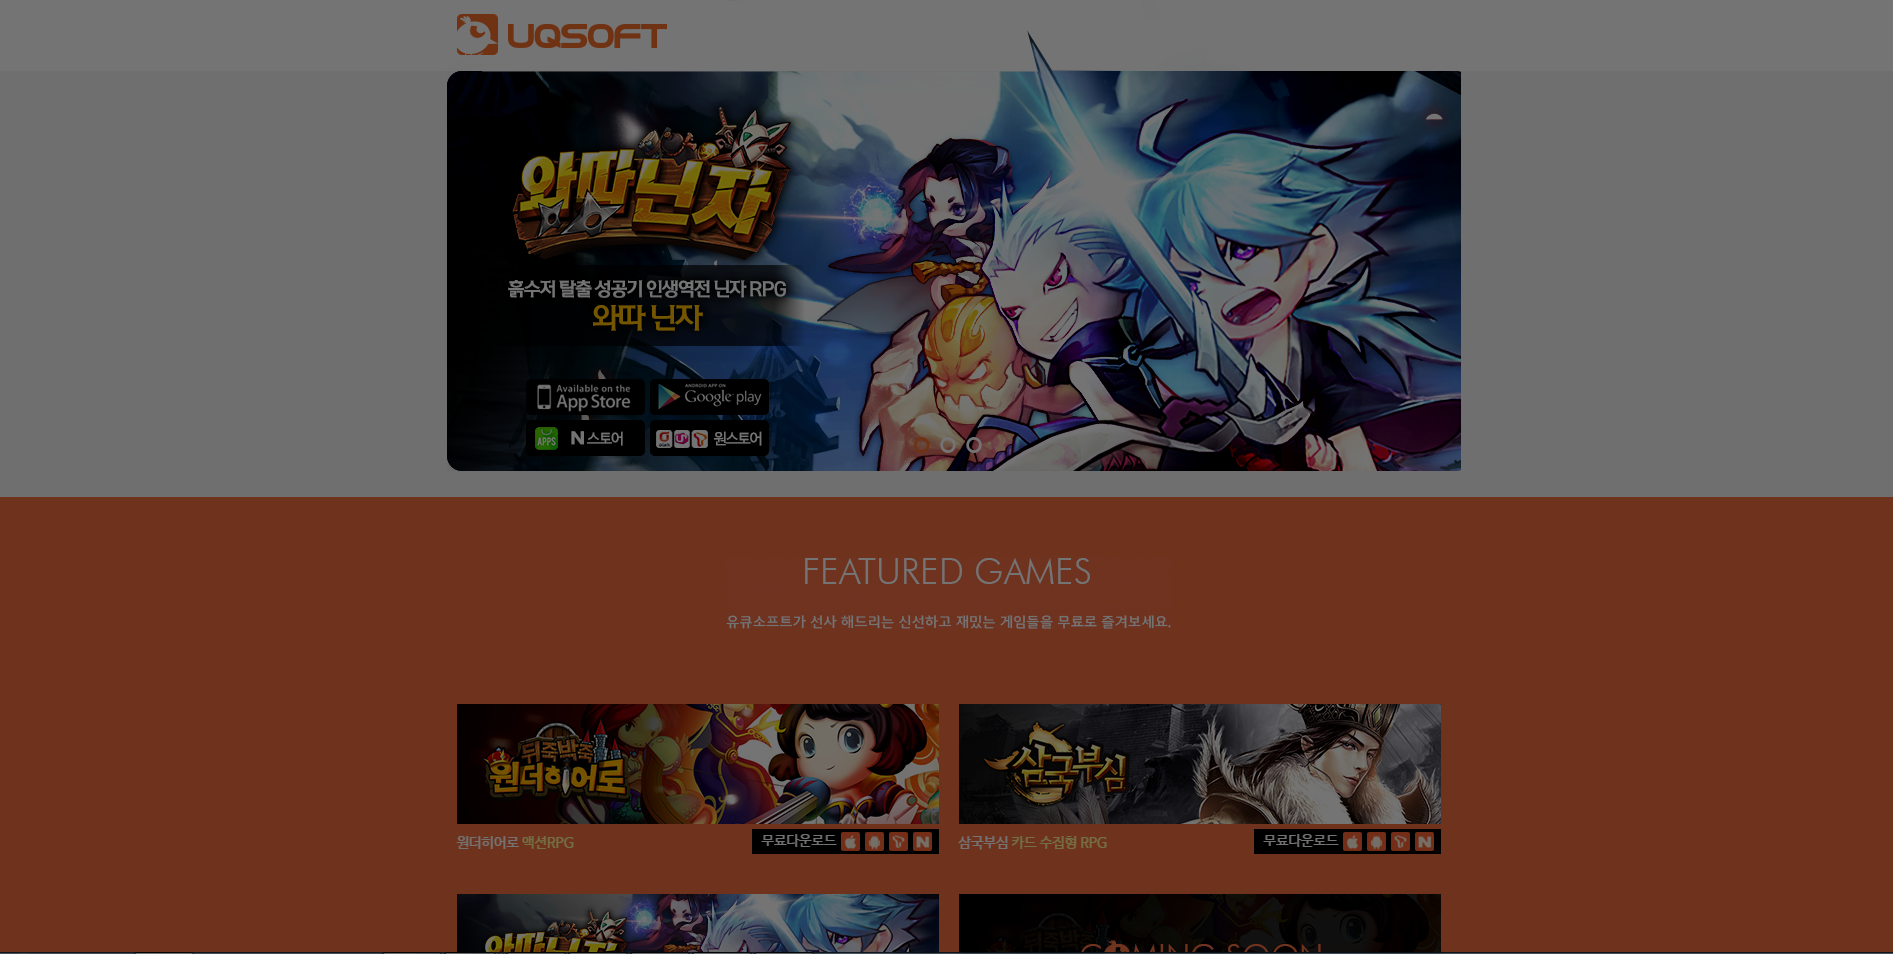 UQSOFT
와따닌자
흙수저 탈출 성공기 인생역전 닌자 RPG
와따 닌자
Available on the
App Store
ANDROID APP ON
Google play
APPS
N 스토어
원스토어
FEATURED GAMES
유큐소프트가 선사 해드리는 신선하고 재밌는 게임들을 무료로 즐겨보세요.
뒤죽박죽
원더히어로
삼국부심
원더히어로 액션RPG
무료다운로드
삼국부심 카드 수집형 RPG
무료다운로드
와따닌자
COMING SOON